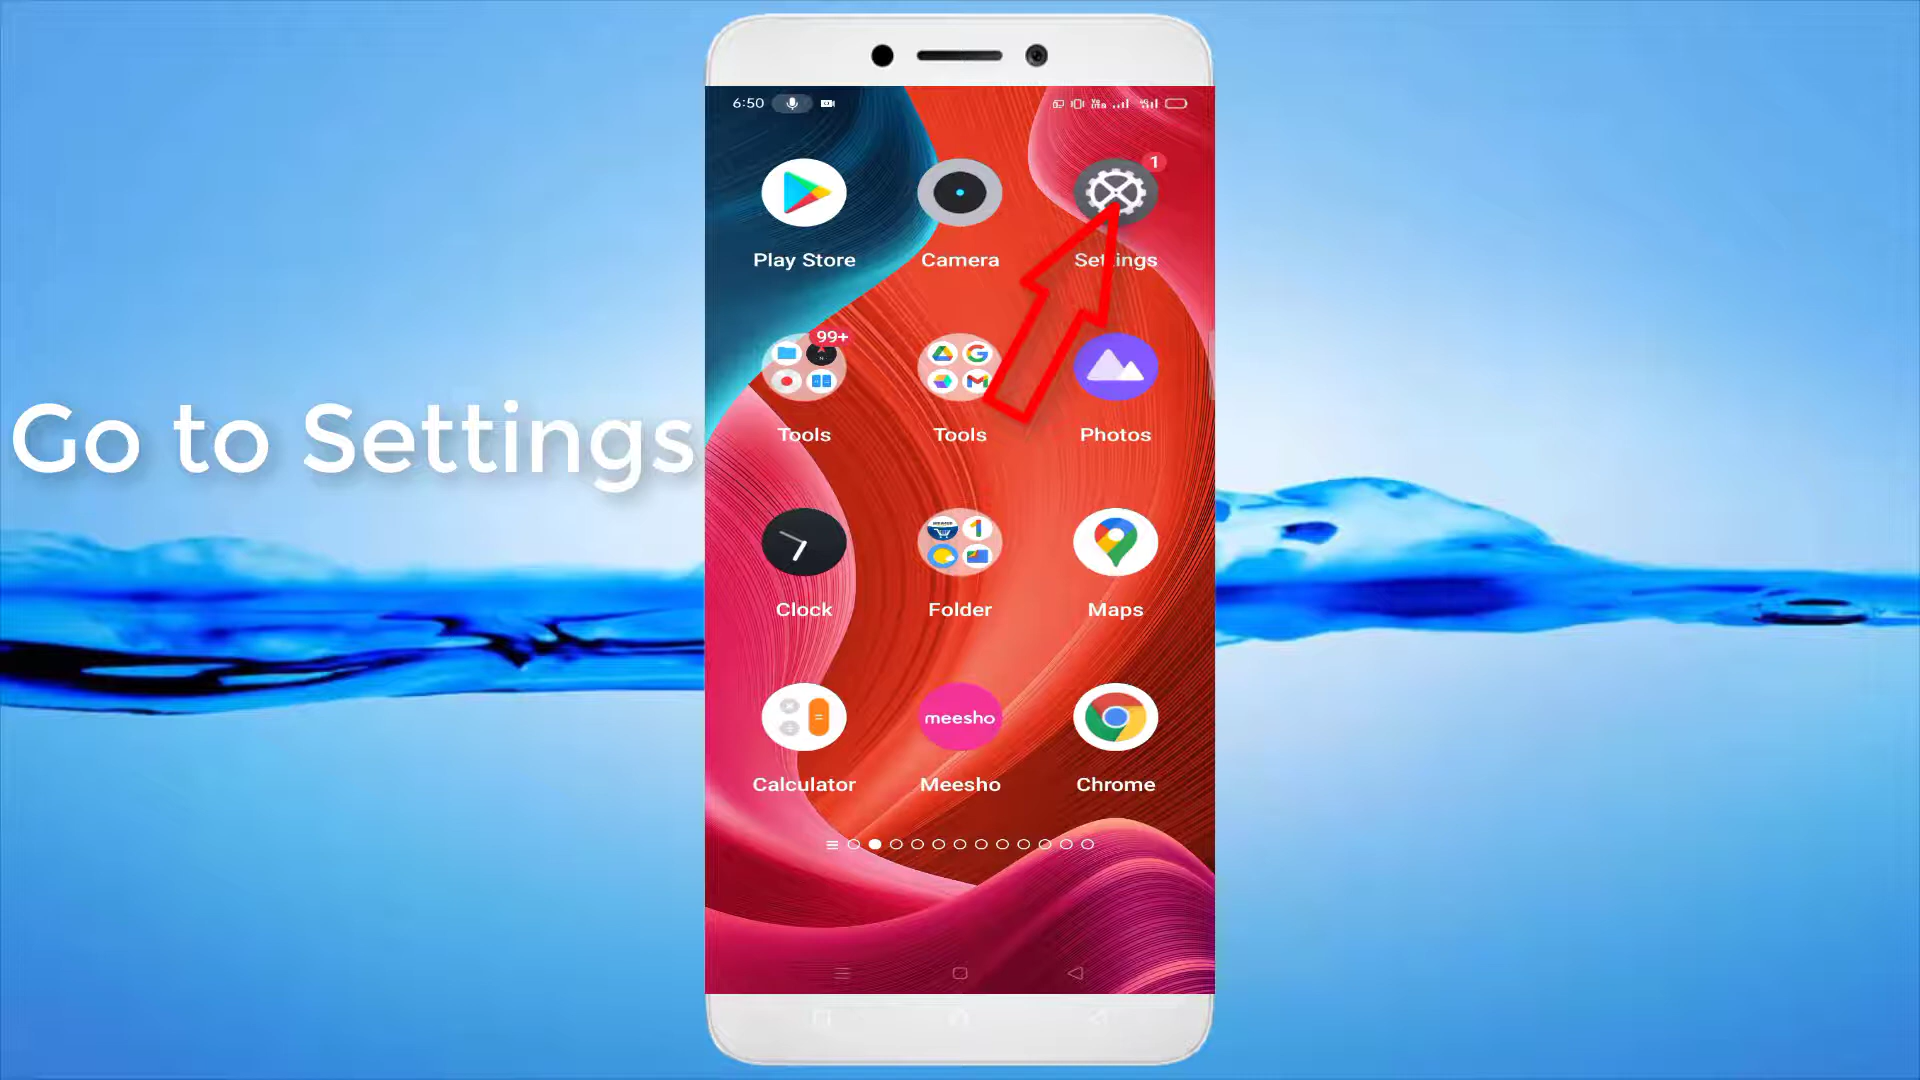 6:50
1
Play Store Camera Settings
99+
Tools Tools Photos
Go to Settings
Clock Folder Maps
meesho
Calculator Meesho Chrome